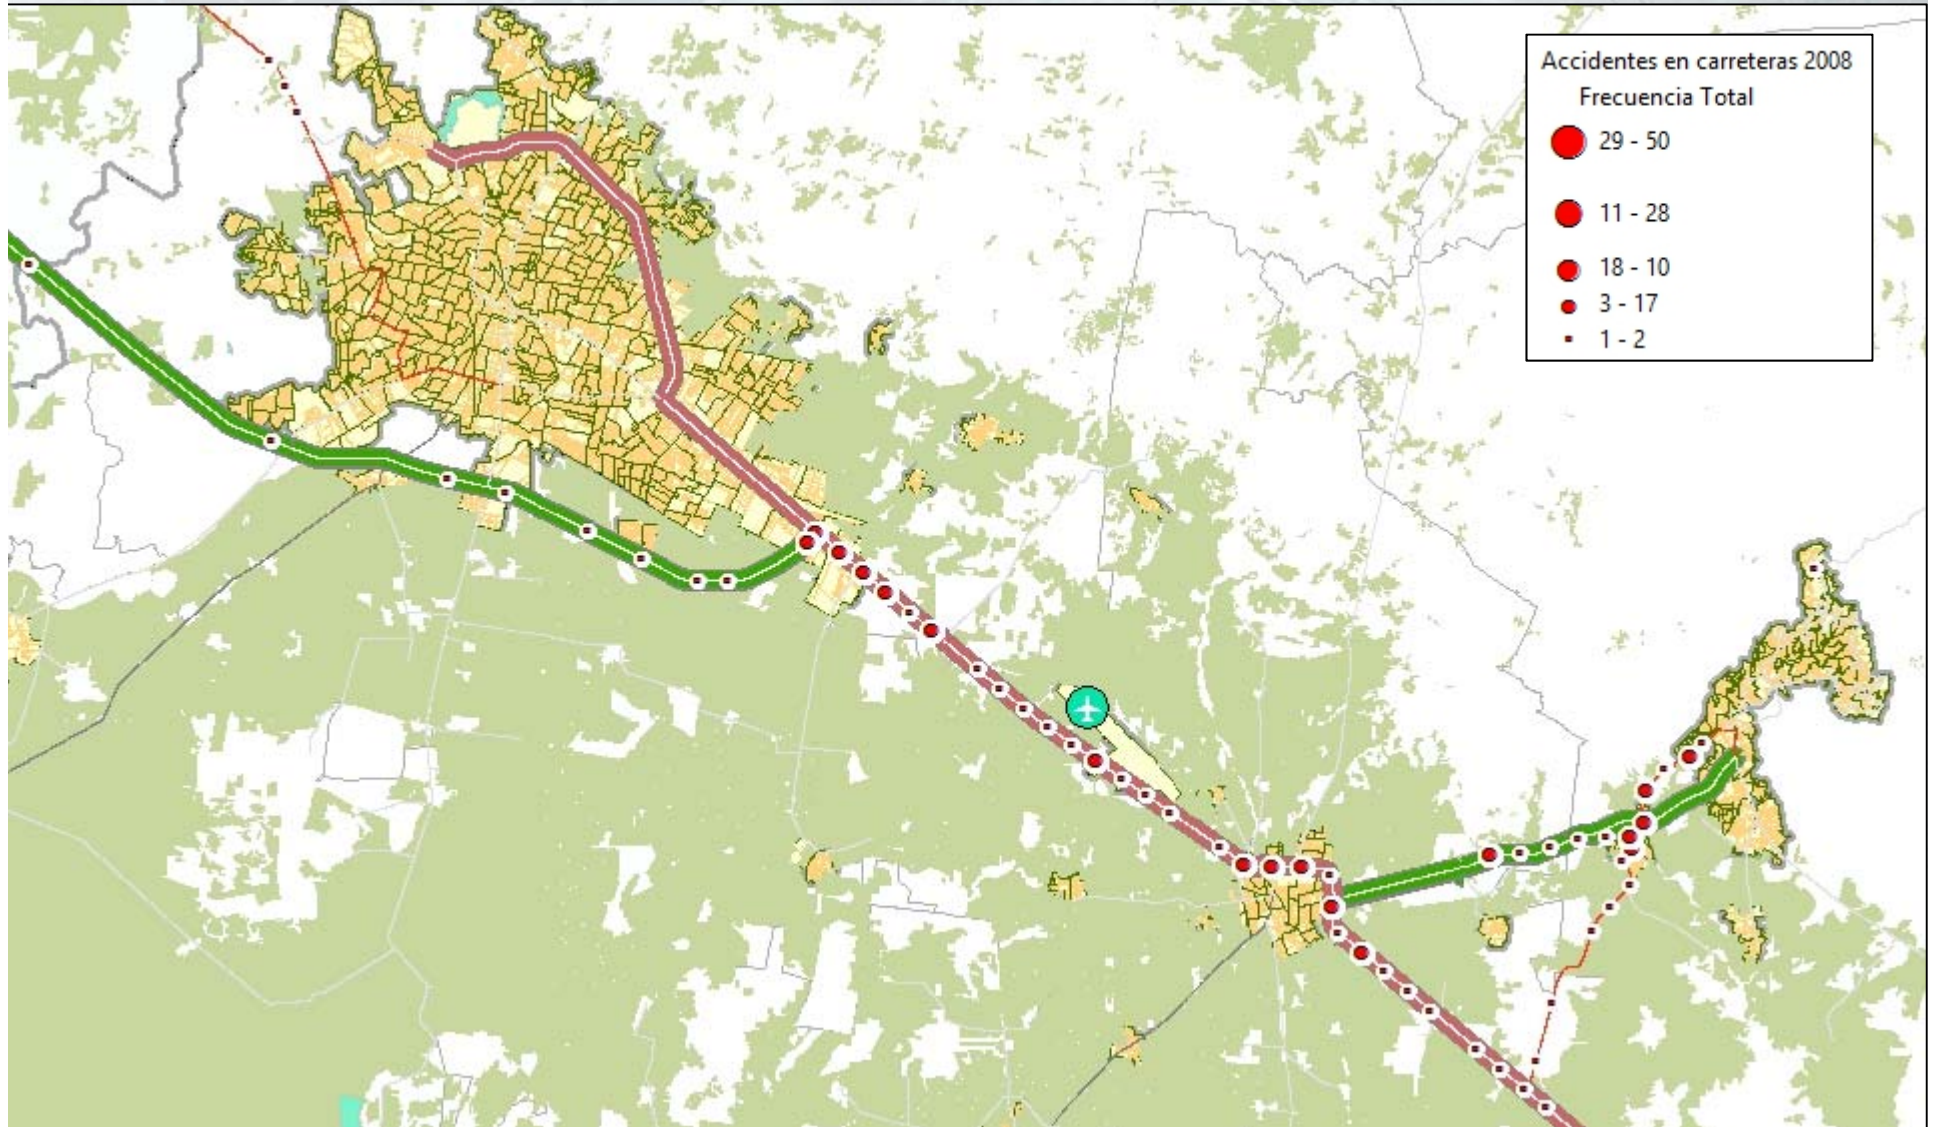 Accidentes en carreteras 2008
Frecuencia Total
29 - 50
11 - 28
18 - 10
3 - 17
1 - 2